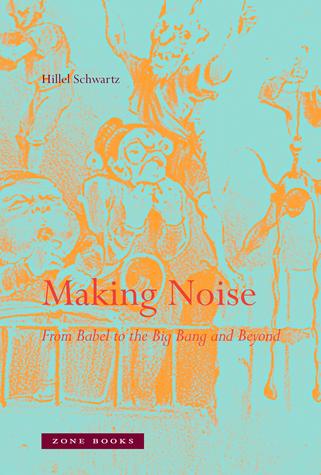 Hillel Schwartz
Making Noise
From Babel to the Big Bang and Beyond
ZONE BOOKS